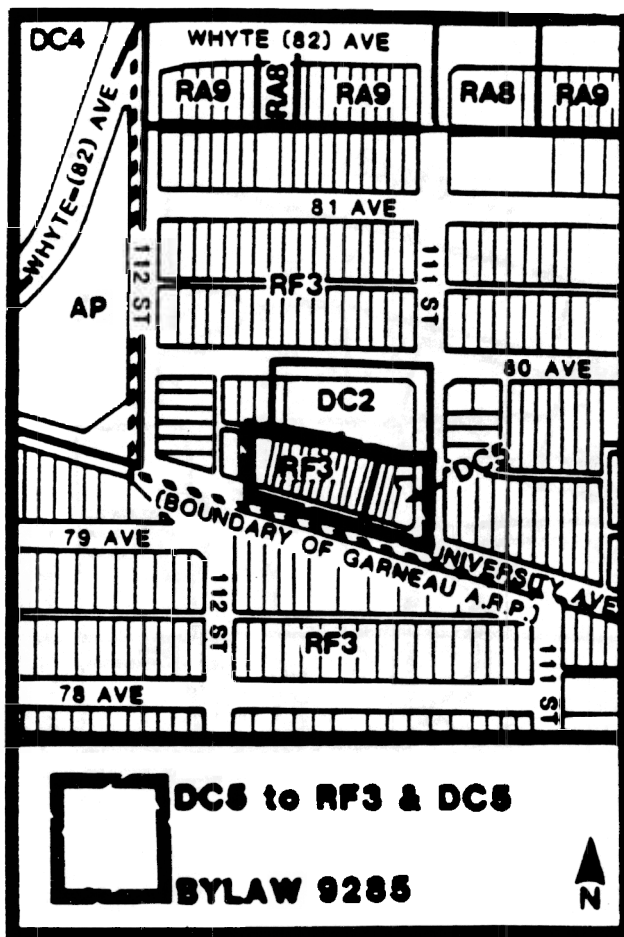 DC4
WHYTE (82) AVE
RA9
RA8
RA9
RA8
RA9
WHYTE (82) AVE
81 AVE
112 ST
111 ST
RF3
AP
80 AVE
DC2
RF3
DC5
(BOUNDARY OF GARNEAU A.R.P.)
UNIVERSITY AVE
79 AVE
112 ST
RF3
111 ST
78 AVE
DC5 to RF3 & DC5
BYLAW 9285
N